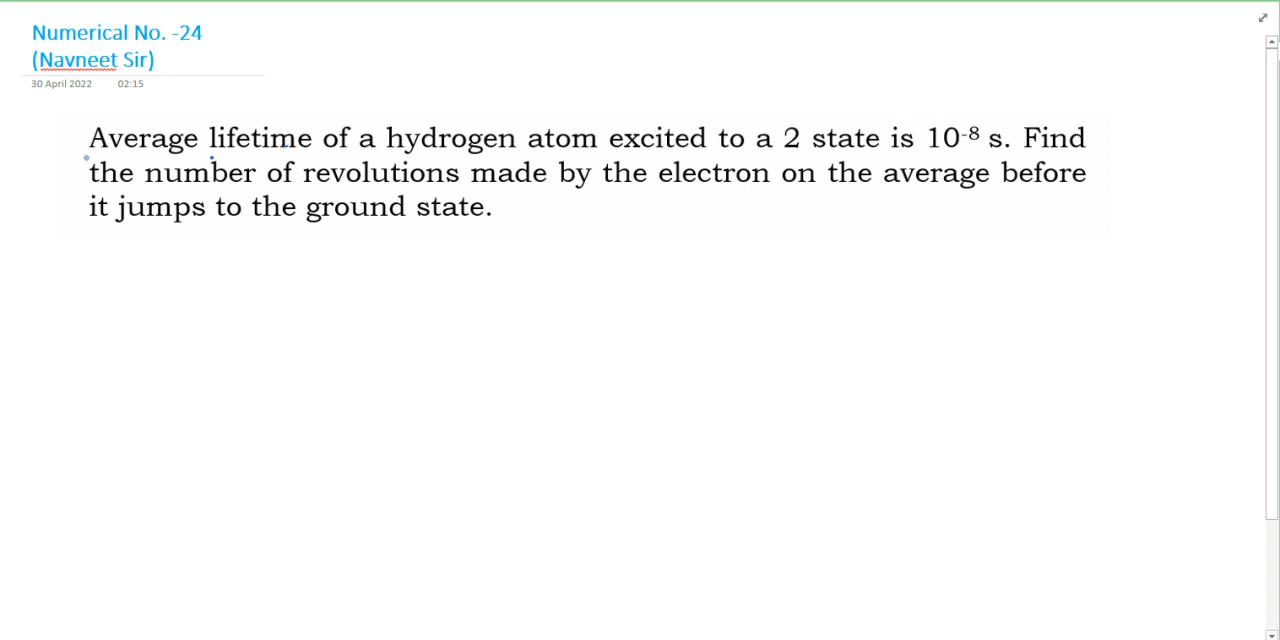 Numerical No. -24
(Navneet Sir)
30 April 2022 02:15
Average lifetime of a hydrogen atom excited to a 2 state is 10⁻⁸ s. Find
the number of revolutions made by the electron on the average before
it jumps to the ground state.